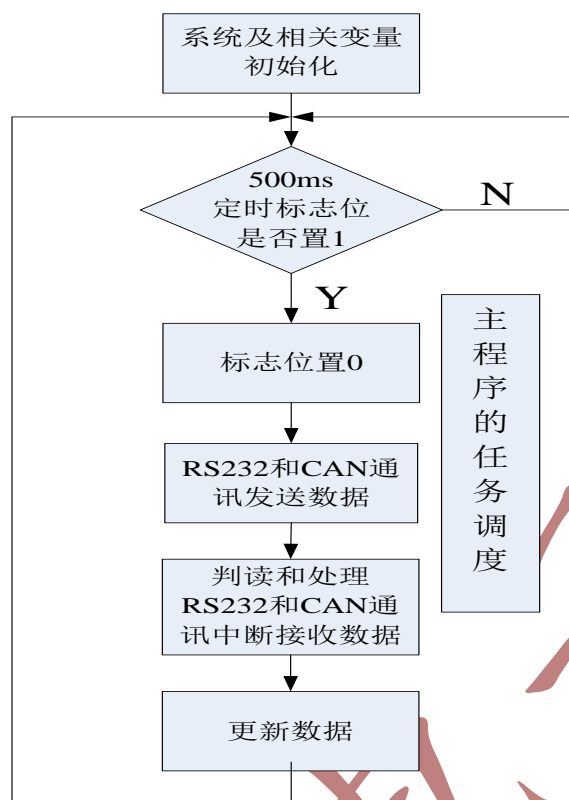 系统及相关变量
初始化
500ms
定时标志位
是否置1
N
Y
标志位置0
RS232和CAN通
讯发送数据
判读和处理
RS232和CAN通
讯中断接收数据
更新数据
主
程
序
的
任
务
调
度